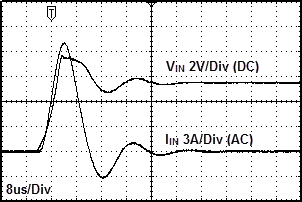 T
VIN 2V/Div (DC)
IIN 3A/Div (AC)
8us/Div